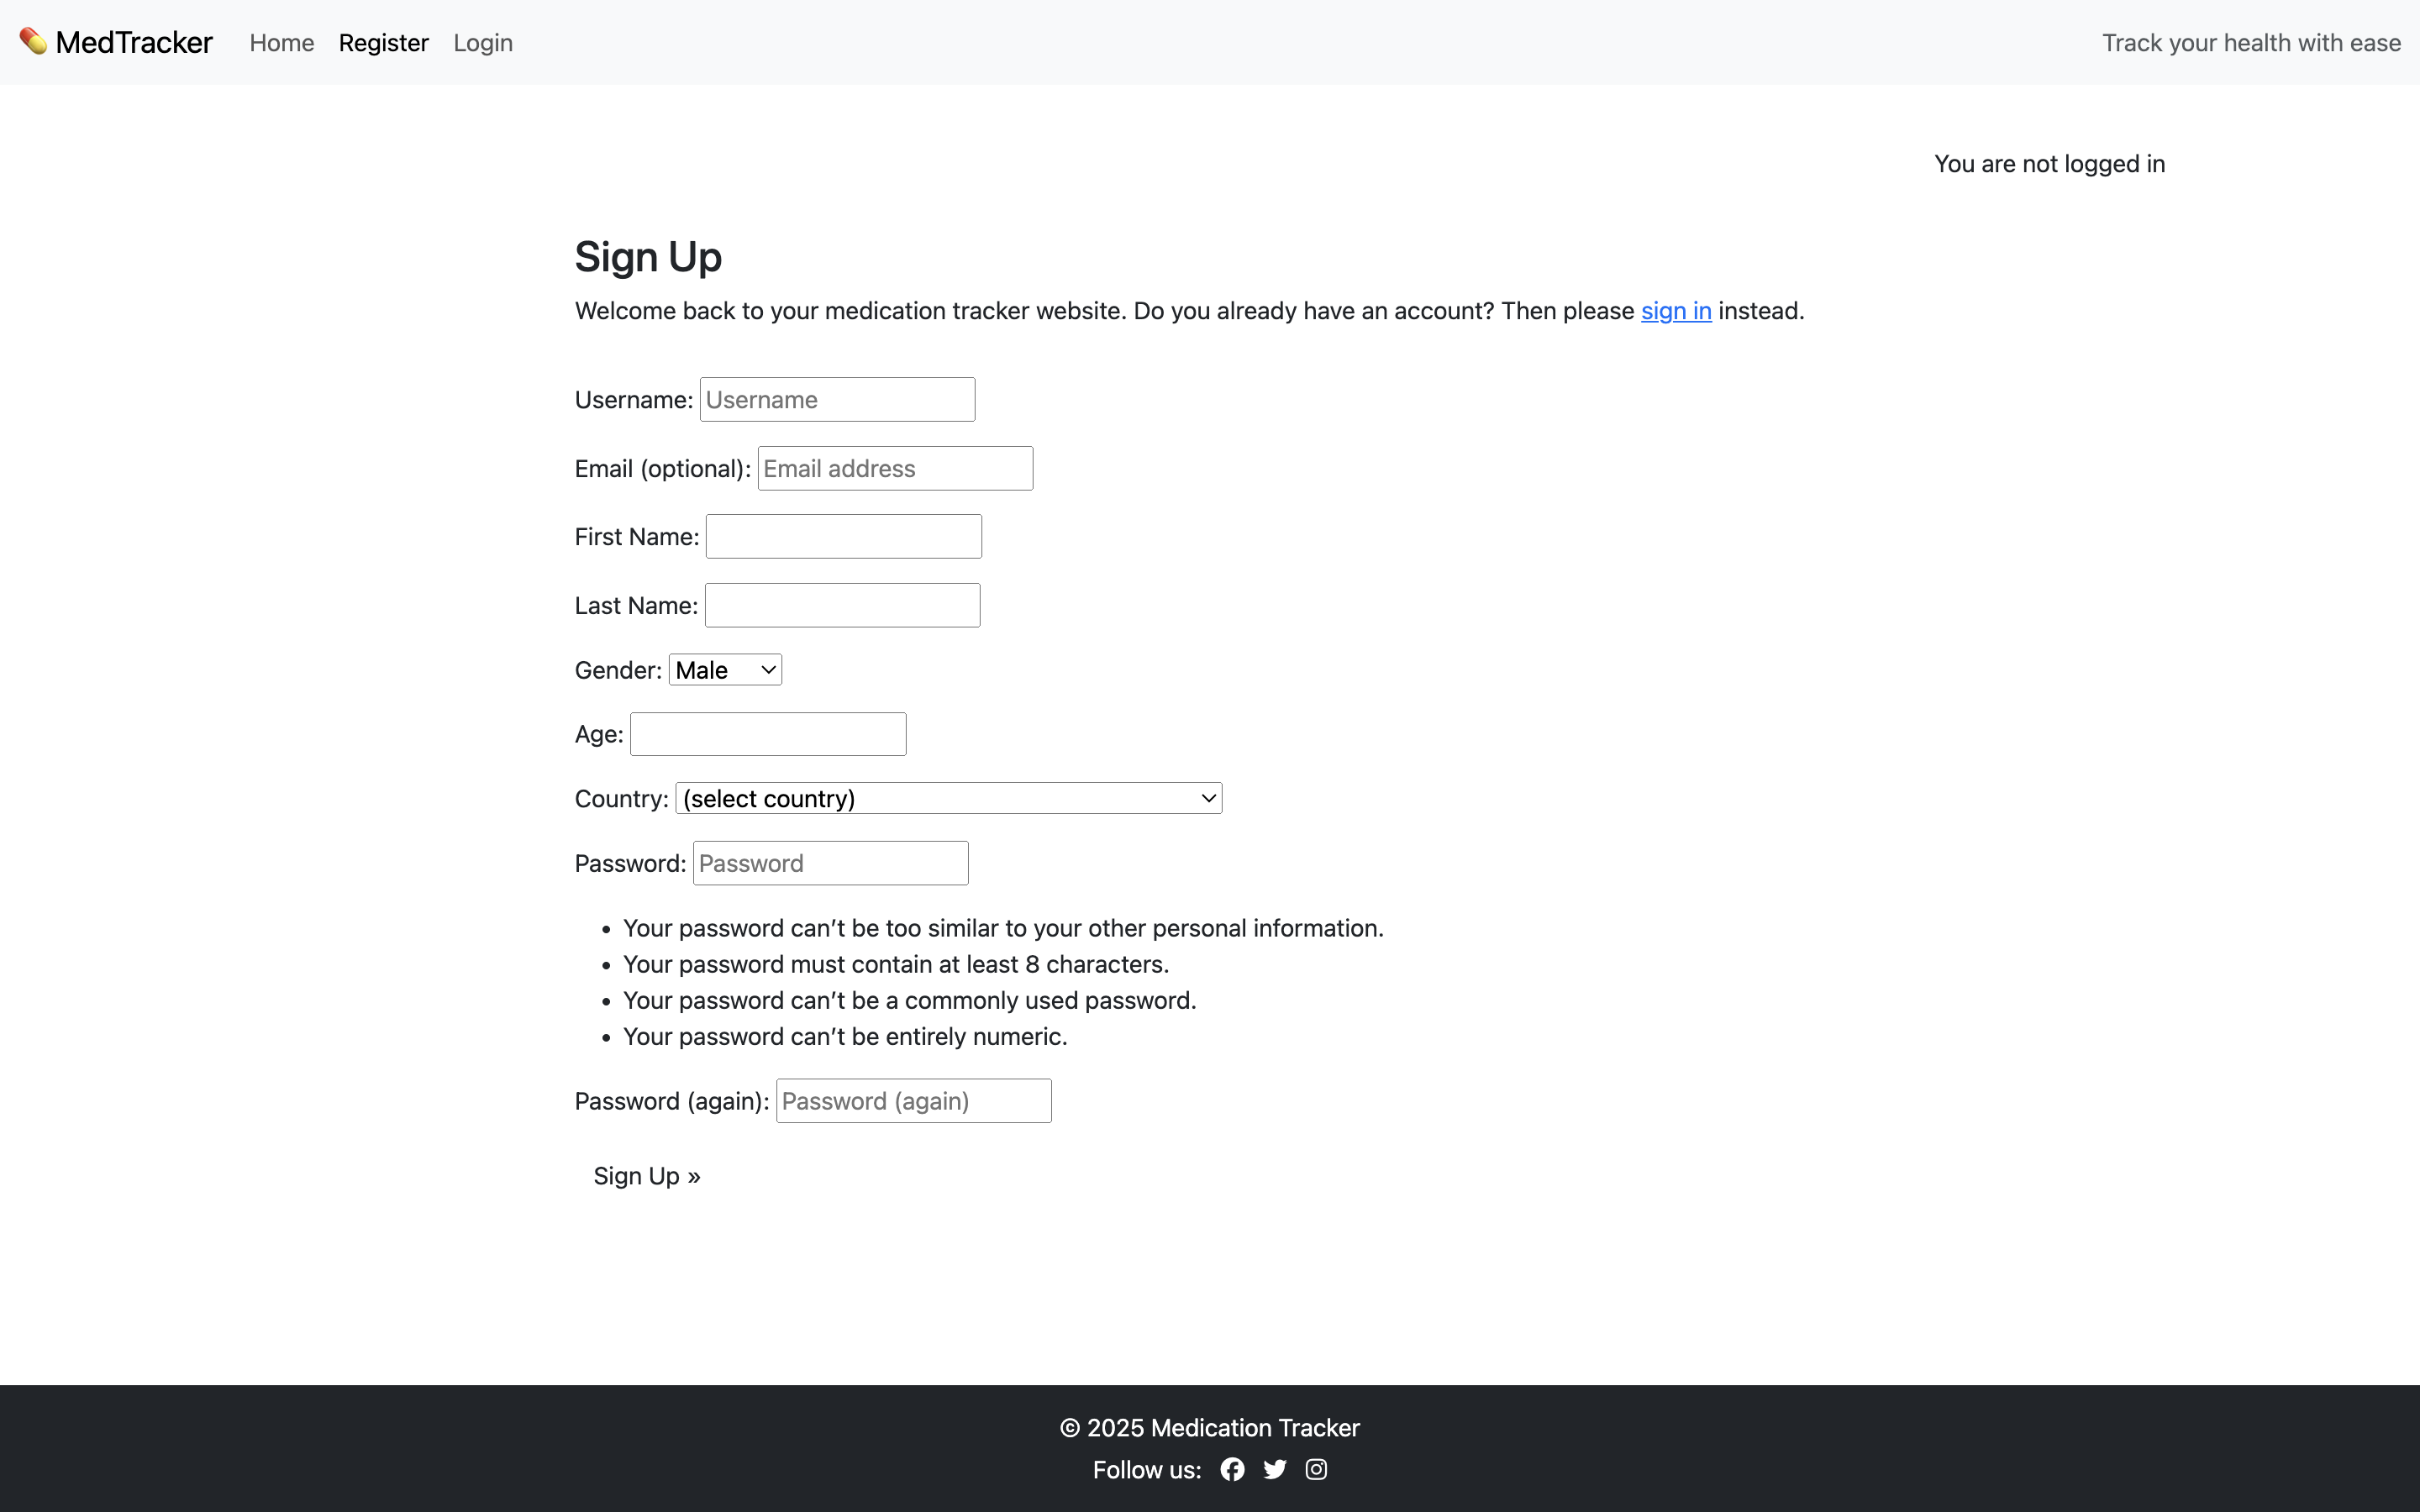 MedTracker Home Register Login Track your health with ease
You are not logged in
Sign Up
Welcome back to your medication tracker website. Do you already have an account? Then please sign in instead.
Username: Username
Email (optional): Email address
First Name:
Last Name:
Gender: Male
Age:
Country: (select country)
Password: Password
• Your password can’t be too similar to your other personal information.
• Your password must contain at least 8 characters.
• Your password can’t be a commonly used password.
• Your password can’t be entirely numeric.
Password (again): Password (again)
Sign Up »
© 2025 Medication Tracker
Follow us: